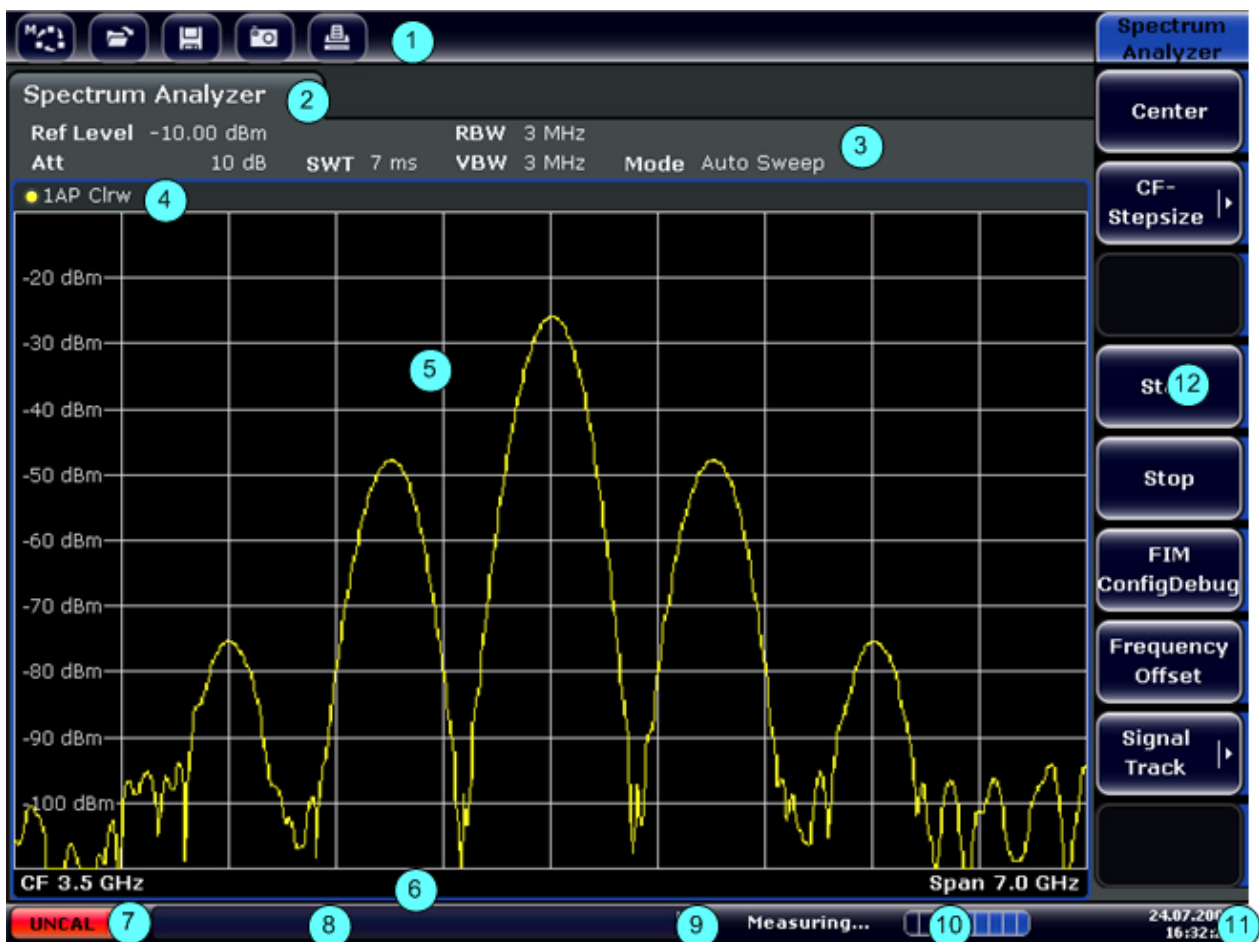 M
1
Spectrum Analyzer
Spectrum Analyzer 2
Ref Level -10.00 dBm RBW 3 MHz
Att 10 dB SWT 7 ms VBW 3 MHz Mode Auto Sweep 3
1AP Clrw 4
-20 dBm
-30 dBm
5
-40 dBm
-50 dBm
-60 dBm
-70 dBm
-80 dBm
-90 dBm
-100 dBm
CF 3.5 GHz 6 Span 7.0 GHz
UNCAL 7 8 9 Measuring... 10
24.07.
16:32: 11
Center
CF-
Stepsize
12
Stop
FIM
ConfigDebug
Frequency
Offset
Signal
Track